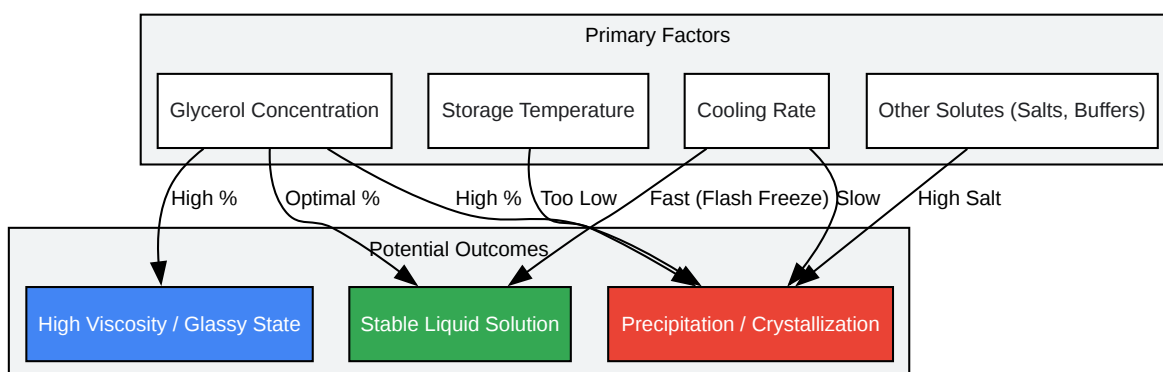 Primary Factors
Glycerol Concentration
Storage Temperature
Cooling Rate
Other Solutes (Salts, Buffers)
High %
Optimal %
High %
Too Low
Fast (Flash Freeze)
Slow
High Salt
Potential Outcomes
High Viscosity / Glassy State
Stable Liquid Solution
Precipitation / Crystallization